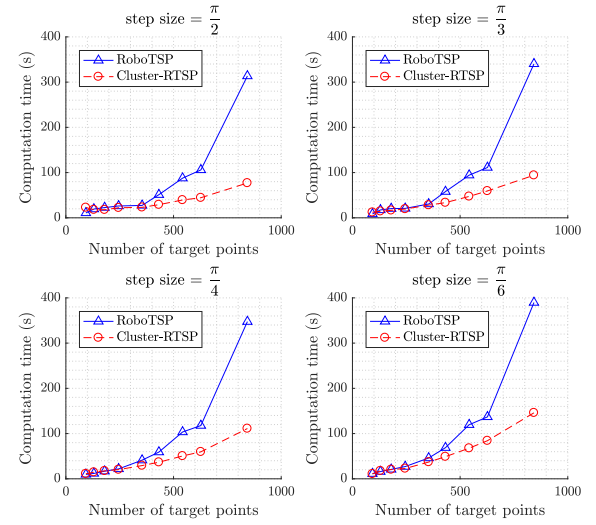 step size = π/2
400
300
200
100
0
RoboTSP
Cluster-RTSP
Computation time (s)
0 500 1000
Number of target points
step size = π/3
400
300
200
100
0
RoboTSP
Cluster-RTSP
Computation time (s)
0 500 1000
Number of target points
step size = π/4
400
300
200
100
0
RoboTSP
Cluster-RTSP
Computation time (s)
0 500 1000
Number of target points
step size = π/6
400
300
200
100
0
RoboTSP
Cluster-RTSP
Computation time (s)
0 500 1000
Number of target points